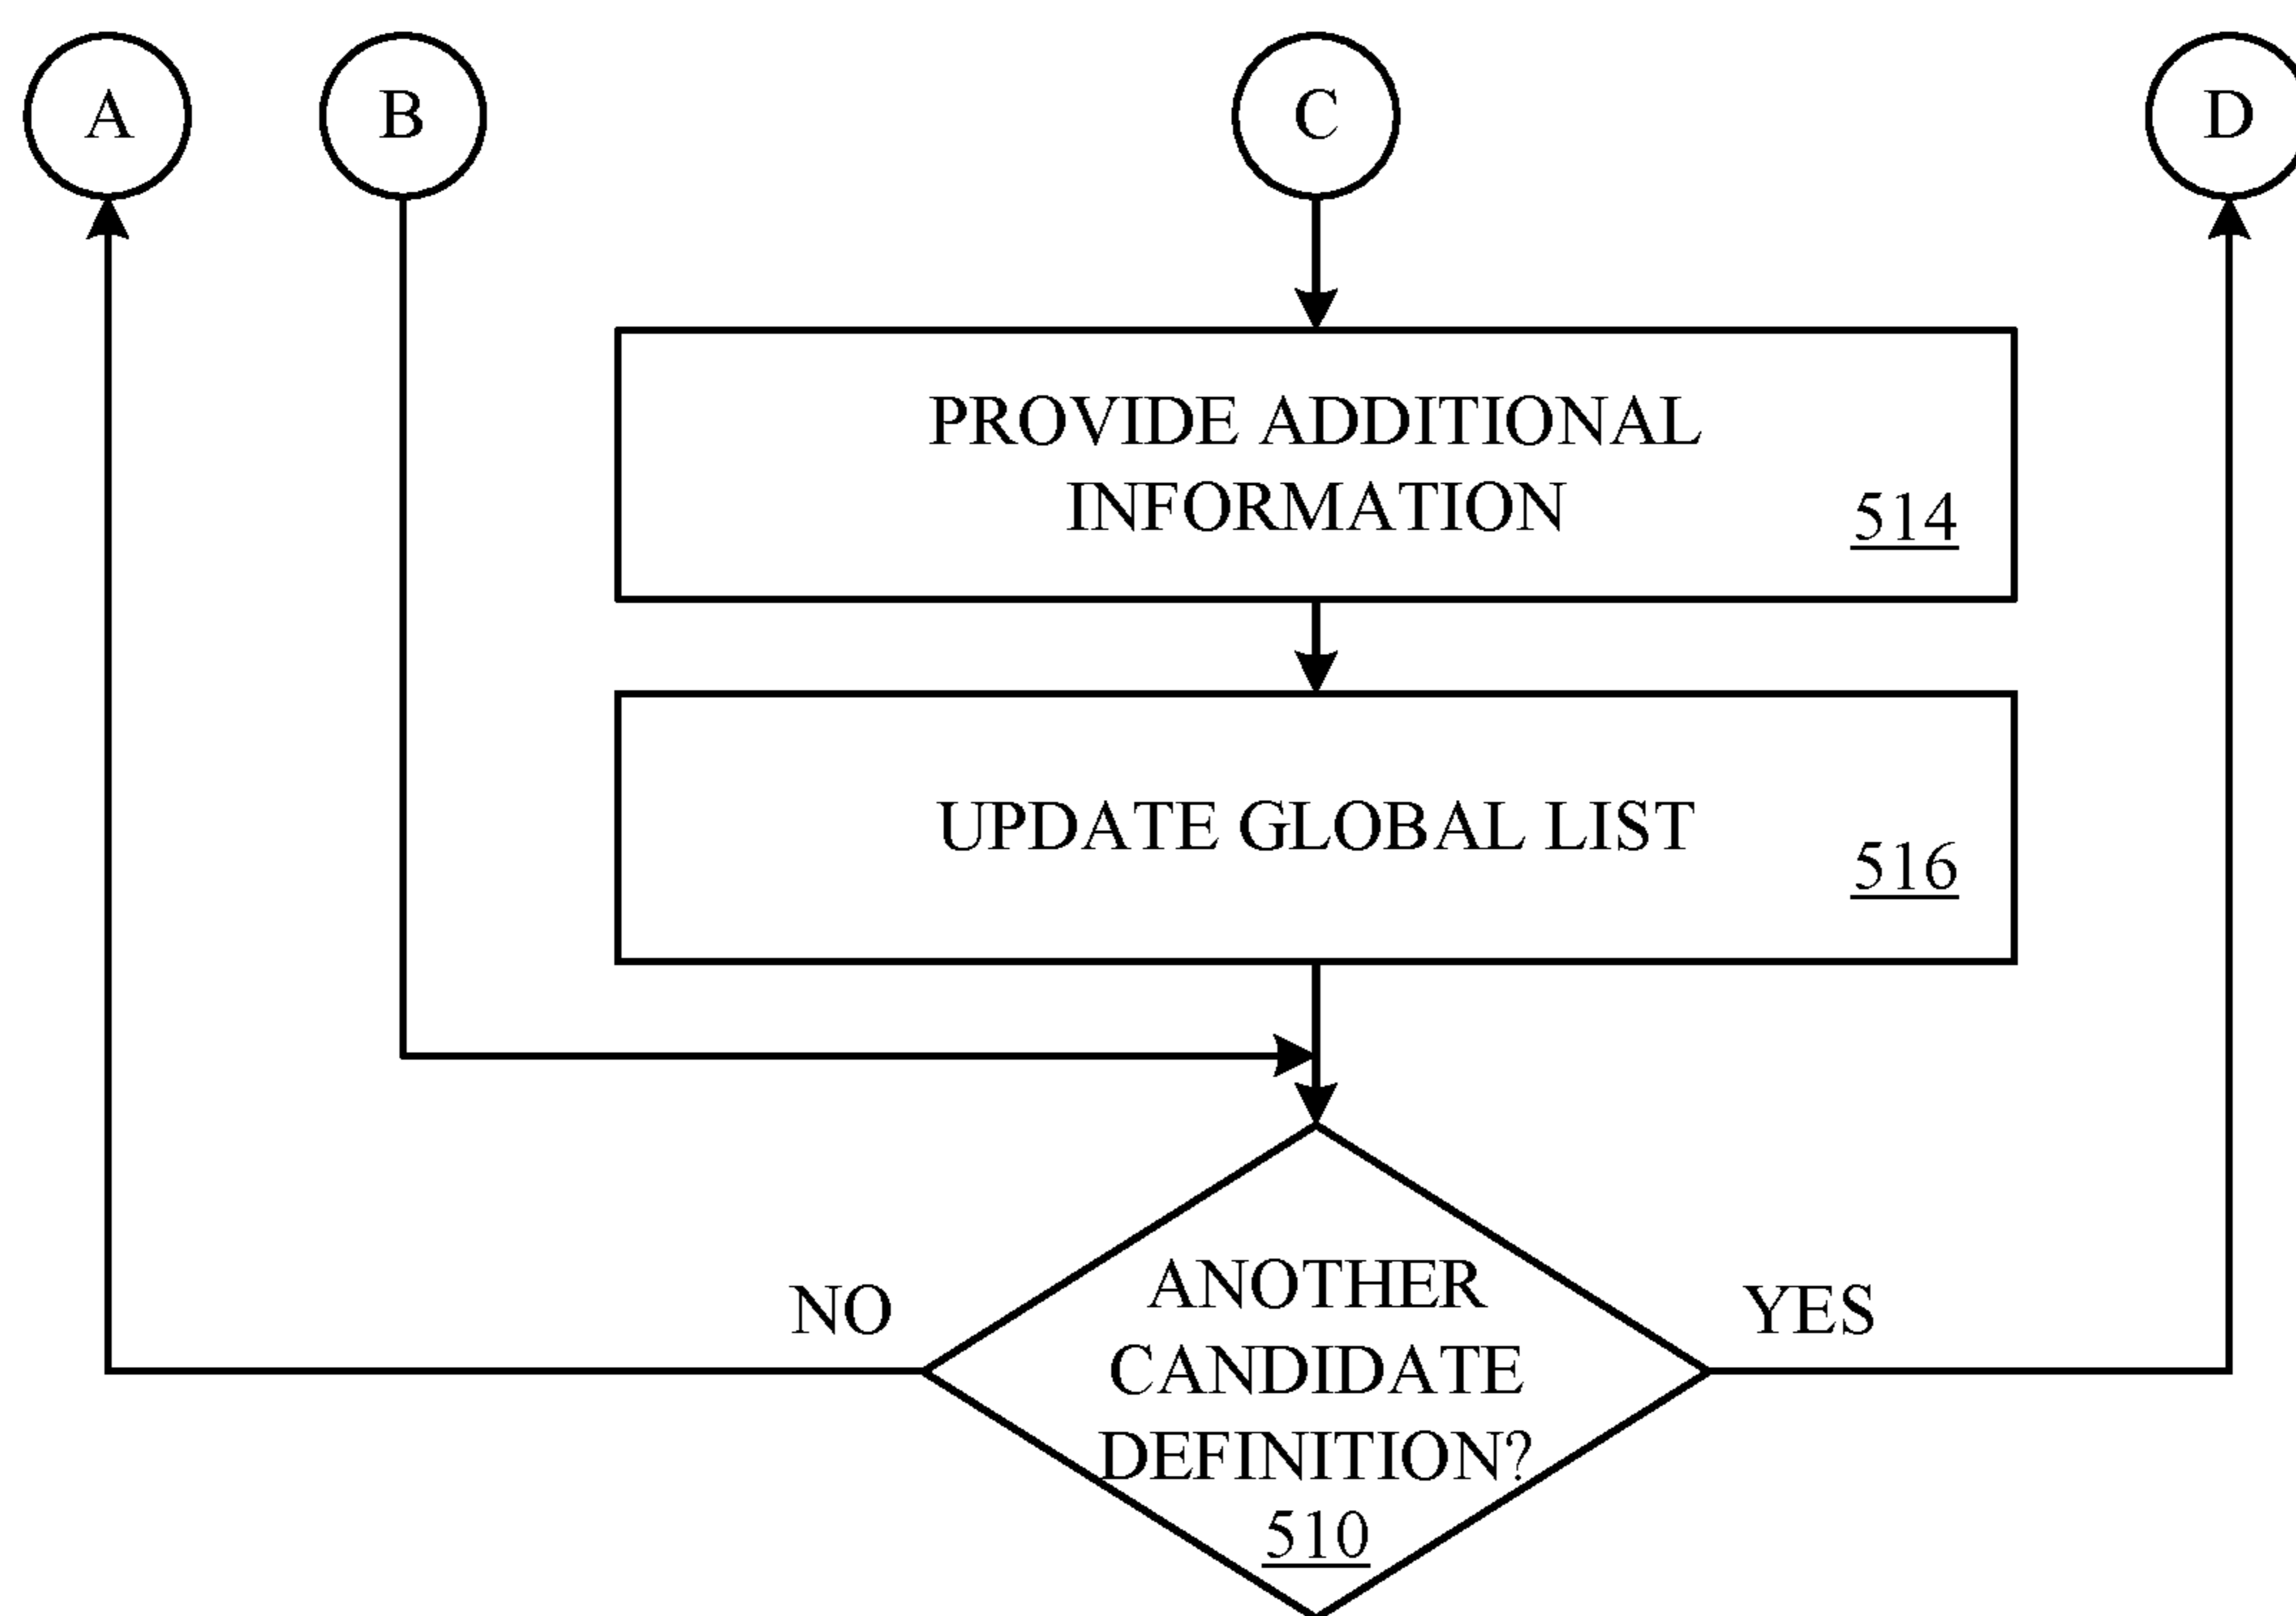 A
B
C
D
PROVIDE ADDITIONAL
INFORMATION
514
UPDATE GLOBAL LIST
516
NO
ANOTHER
CANDIDATE
DEFINITION?
510
YES